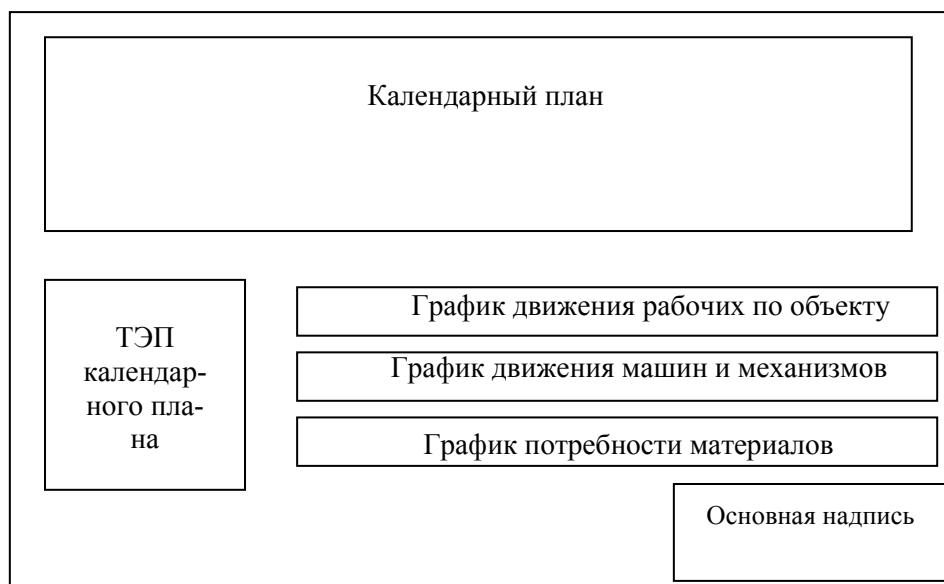 Календарный план
ТЭП
календар-
ного пла-
на
График движения рабочих по объекту
График движения машин и механизмов
График потребности материалов
Основная надпись